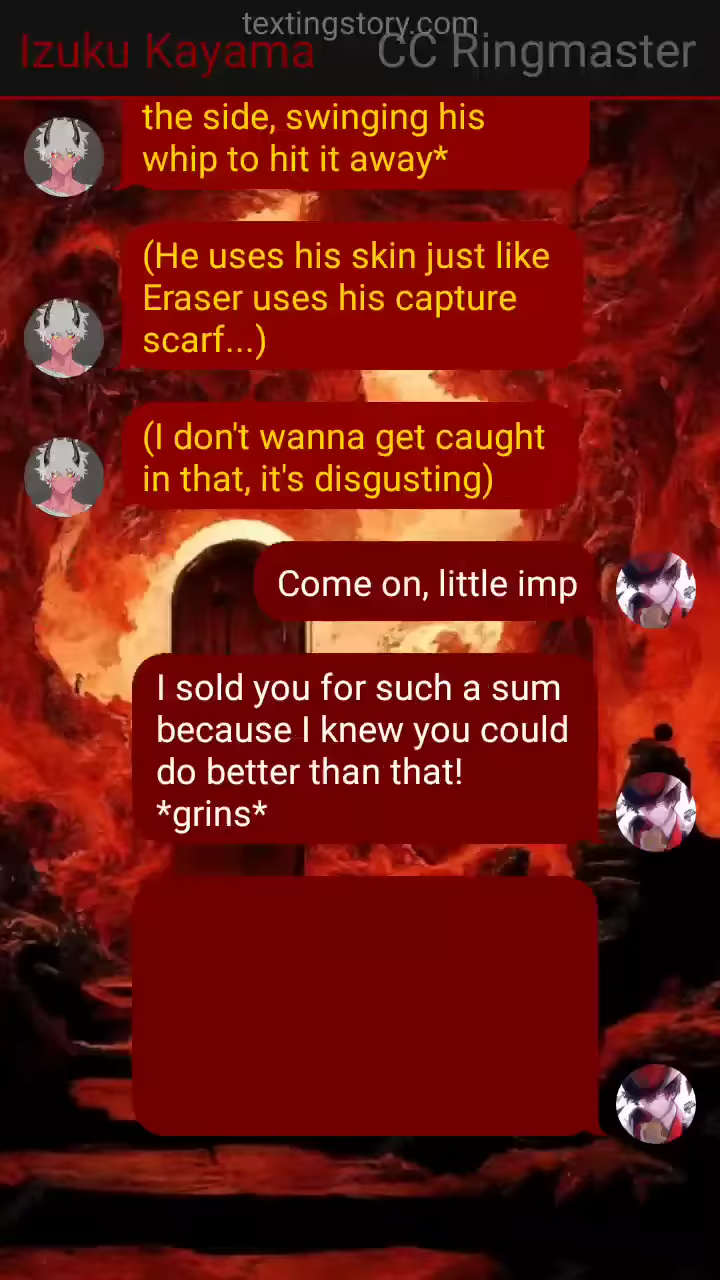 textingstory.com
Izuku Kayama CC Ringmaster
the side, swinging his
whip to hit it away*
(He uses his skin just like
Eraser uses his capture
scarf...)
(I don't wanna get caught
in that, it's disgusting)
Come on, little imp
I sold you for such a sum
because I knew you could
do better than that!
*grins*